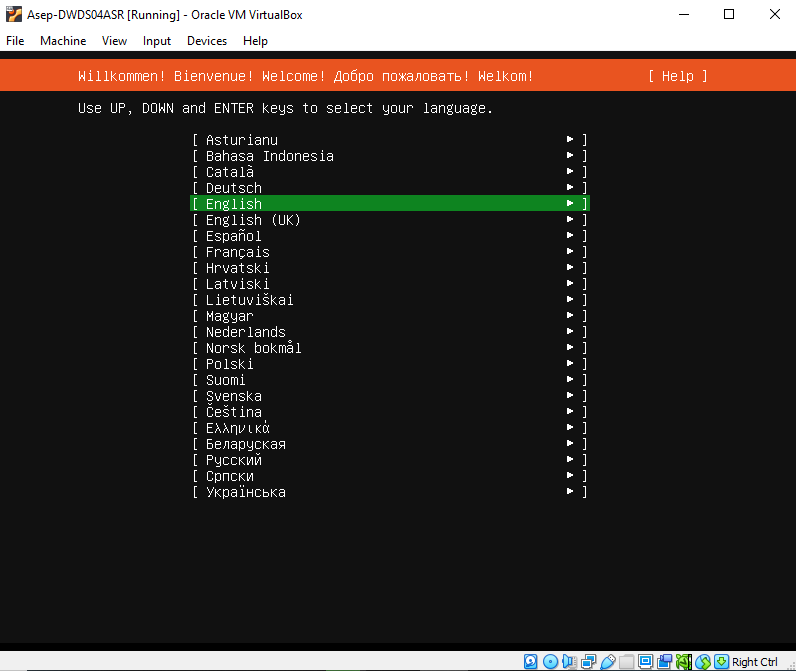 Asep-DWDS04ASR [Running] - Oracle VM VirtualBox
File Machine View Input Devices Help
Willkommen! Bienvenue! Welcome! Добро пожаловать! Welkom! [ Help ]
Use UP, DOWN and ENTER keys to select your language.
[ Asturianu ► ]
[ Bahasa Indonesia ► ]
[ Català ► ]
[ Deutsch ► ]
[ English ► ]
[ English (UK) ► ]
[ Español ► ]
[ Français ► ]
[ Hrvatski ► ]
[ Latviski ► ]
[ Lietuviškai ► ]
[ Magyar ► ]
[ Nederlands ► ]
[ Norsk bokmål ► ]
[ Polski ► ]
[ Suomi ► ]
[ Svenska ► ]
[ Čeština ► ]
[ Ελληνικά ► ]
[ Беларуская ► ]
[ Русский ► ]
[ Српски ► ]
[ Українська ► ]
Right Ctrl